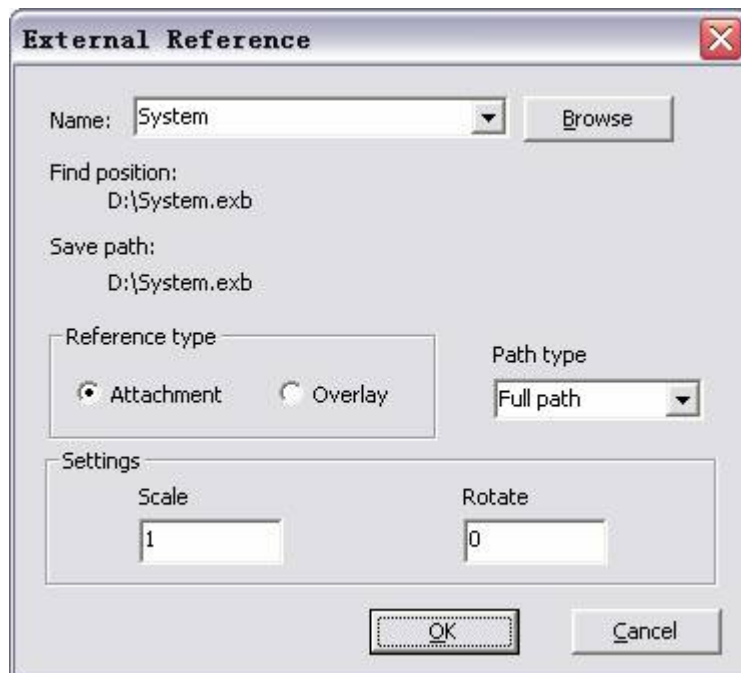 External Reference
Name: System Browse
Find position:
D:\System.exb
Save path:
D:\System.exb
Reference type
Attachment Overlay
Path type
Full path
Settings
Scale Rotate
1 0
OK Cancel